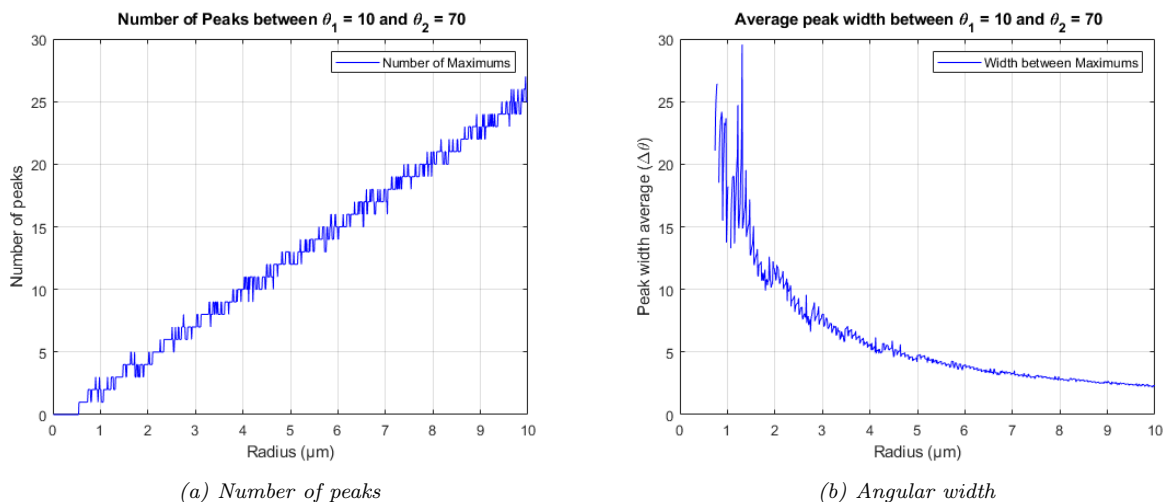 Number of Peaks between θ1 = 10 and θ2 = 70
Number of Maximums
30
25
20
15
10
5
0
Number of peaks
0 1 2 3 4 5 6 7 8 9 10
Radius (µm)
(a) Number of peaks
Average peak width between θ1 = 10 and θ2 = 70
Width between Maximums
30
25
20
15
10
5
0
Peak width average (Δθ)
0 1 2 3 4 5 6 7 8 9 10
Radius (µm)
(b) Angular width